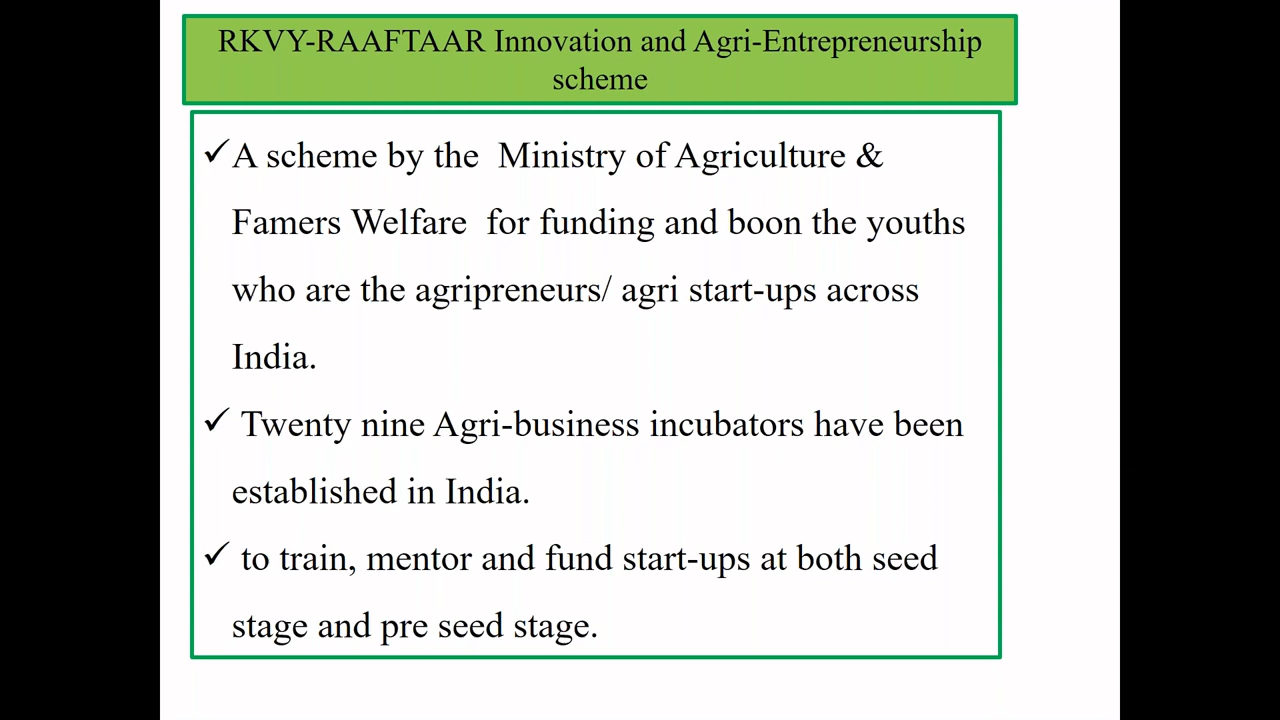 RKVY-RAAFTAAR Innovation and Agri-Entrepreneurship
scheme
✓A scheme by the  Ministry of Agriculture &
Famers Welfare  for funding and boon the youths
who are the agripreneurs/ agri start-ups across
India.
✓ Twenty nine Agri-business incubators have been
established in India.
✓ to train, mentor and fund start-ups at both seed
stage and pre seed stage.